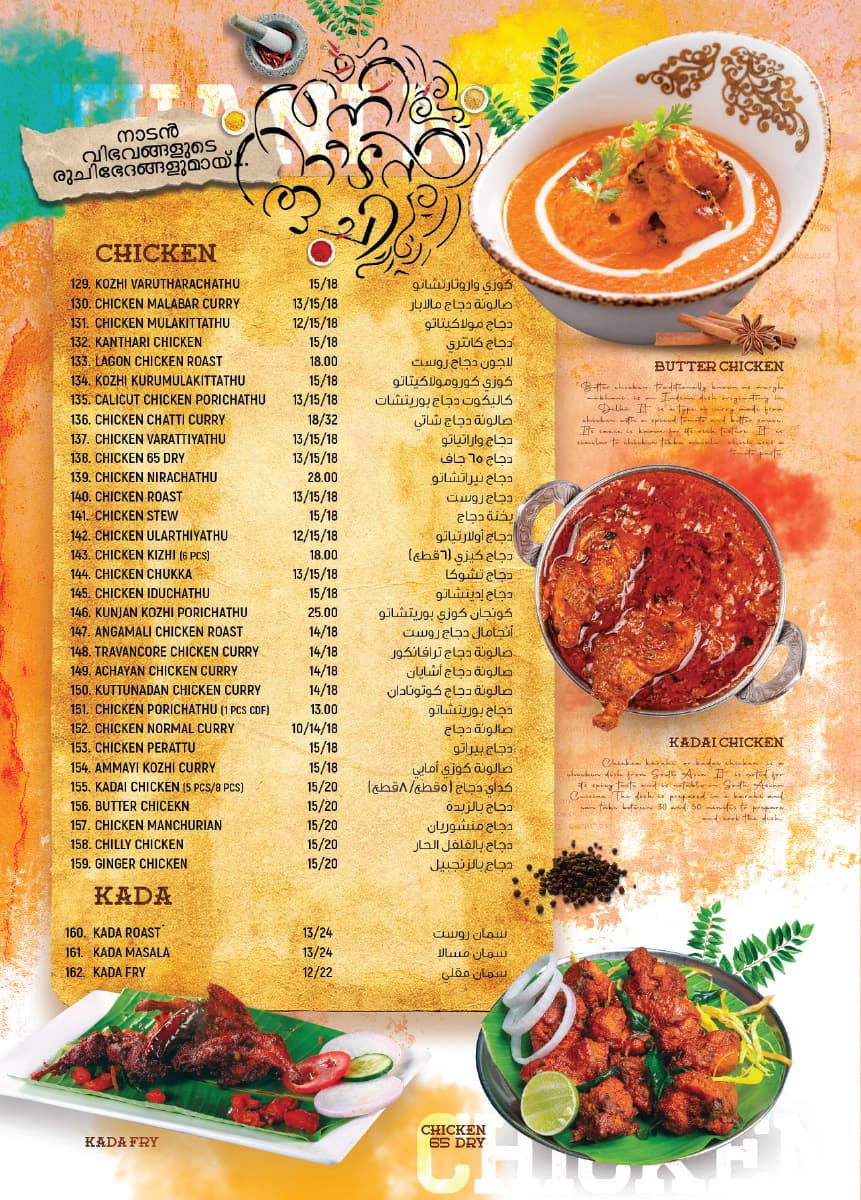 നാടൻ
വിഭവങ്ങളുടെ
രുചിഭേദങ്ങളുമായ്...
CHICKEN
129. KOZHI VARUTHARACHATHU 15/18 كوزي واروتارتشاتو
130. CHICKEN MALABAR CURRY 13/15/18 صالونة دجاج مالابار
131. CHICKEN MULAKITTATHU 12/15/18 دجاج مولاكيتاتو
132. KANTHARI CHICKEN 15/18 دجاج كانتري
133. LAGON CHICKEN ROAST 18.00 لاجون دجاج روست
134. KOZHI KURUMULAKITTATHU 15/18 كوزي كورومولاكيتاتو
135. CALICUT CHICKEN PORICHATHU 13/15/18 كاليكوت دجاج بوريتشات
136. CHICKEN CHATTI CURRY 18/32 صالونة دجاج شاتي
137. CHICKEN VARATTIYATHU 13/15/18 دجاج واراتياتو
138. CHICKEN 65 DRY 13/15/18 دجاج ٦٥ جاف
139. CHICKEN NIRACHATHU 28.00 دجاج نيراتشاتو
140. CHICKEN ROAST 13/15/18 دجاج روست
141. CHICKEN STEW 15/18 يخنة دجاج
142. CHICKEN ULARTHIYATHU 12/15/18 دجاج أولارتياتو
143. CHICKEN KIZHI (6 PCS) 18.00 دجاج كيزي (٦قطع)
144. CHICKEN CHUKKA 13/15/18 دجاج تشوكا
145. CHICKEN IDUCHATHU 15/18 دجاج إديتشاتو
146. KUNJAN KOZHI PORICHATHU 25.00 كونجان كوزي بوريتشاتو
147. ANGAMALI CHICKEN ROAST 14/18 أنجامال دجاج روست
148. TRAVANCORE CHICKEN CURRY 14/18 صالونة دجاج ترافانكور
149. ACHAYAN CHICKEN CURRY 14/18 صالونة دجاج أشايان
150. KUTTUNADAN CHICKEN CURRY 14/18 صالونة دجاج كوتونادان
151. CHICKEN PORICHATHU (1 PCS CDF) 13.00 دجاج بوريتشاتو
152. CHICKEN NORMAL CURRY 10/14/18 صالونة دجاج
153. CHICKEN PERATTU 15/18 دجاج بيراتو
154. AMMAYI KOZHI CURRY 15/18 صالونة كوزي أمايي
155. KADAI CHICKEN (5 PCS/8 PCS) 15/20 كداي دجاج (٥قطع/٨قطع)
156. BUTTER CHICEKN 15/20 دجاج بالزبدة
157. CHICKEN MANCHURIAN 15/20 دجاج منشوريان
158. CHILLY CHICKEN 15/20 دجاج بالفلفل الحار
159. GINGER CHICKEN 15/20 دجاج بالزنجبيل
KADA
160. KADA ROAST 13/24 سمان روست
161. KADA MASALA 13/24 سمان مسالا
162. KADA FRY 12/22 سمان مقلي
BUTTER CHICKEN
Butter chicken, traditionally known as murgh
makhani, is an Indian dish originating in
Delhi. It is a type of curry made from
chicken with a spiced tomato and butter sauce.
Its sauce is known for its rich texture. It is
similar to chicken tikka masala, which uses a
tomato paste.
KADAI CHICKEN
Chicken karahi, or kadai chicken, is a
chicken dish from South Asia. It is noted for
its spicy taste and is notable in South Asian
Cuisine. The dish is prepared in a karahi and
can take between 30 and 50 minutes to prepare
and cook the dish.
KADA FRY
CHICKEN
65 DRY
CHICKEN